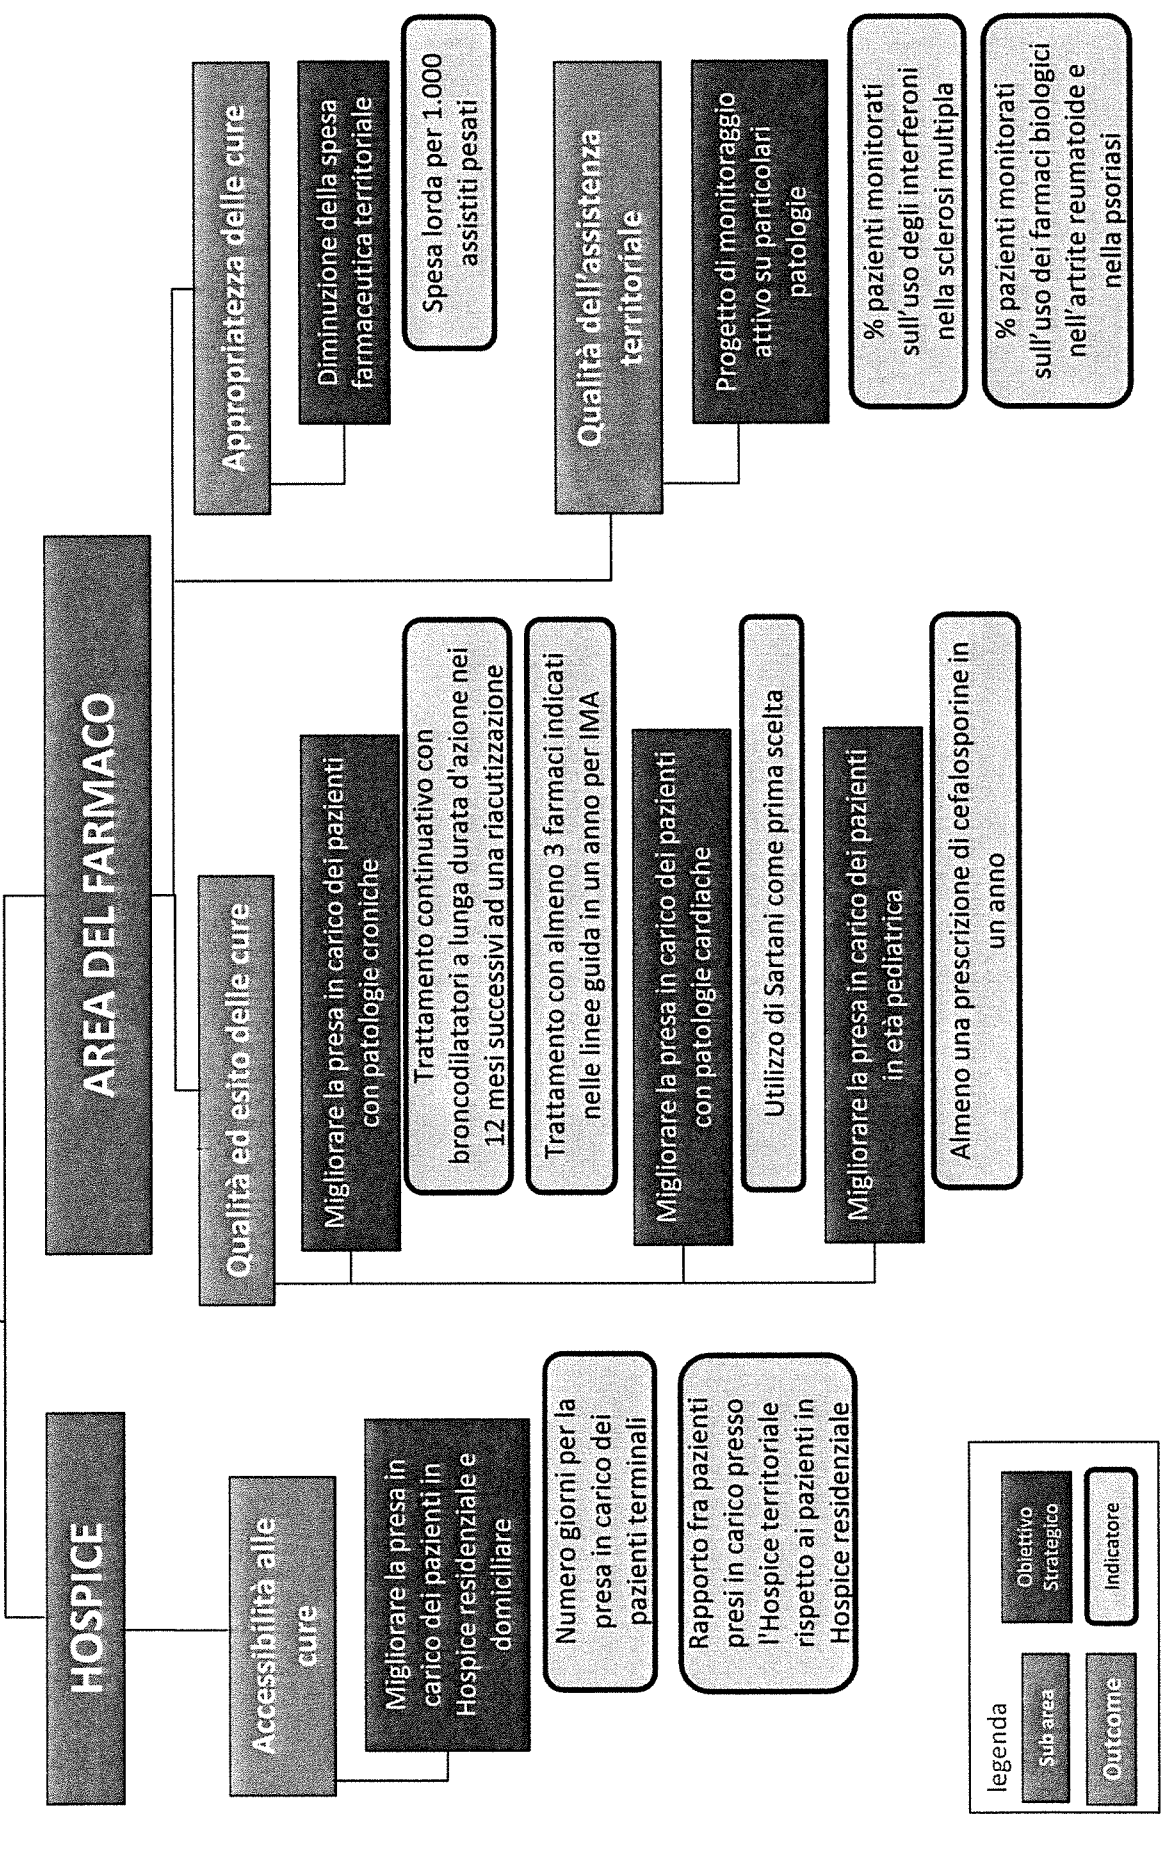 HOSPICE
Accessibilità alle
cure
Migliorare la presa in
carico dei pazienti in
Hospice residenziale e
domiciliare
Numero giorni per la
presa in carico dei
pazienti terminali
Rapporto fra pazienti
presi in carico presso
l'Hospice territoriale
rispetto ai pazienti in
Hospice residenziale
AREA DEL FARMACO
Qualità ed esito delle cure
Migliorare la presa in carico dei pazienti
con patologie croniche
Trattamento continuativo con
broncodilatatori a lunga durata d'azione nei
12 mesi successivi ad una riacutizzazione
Trattamento con almeno 3 farmaci indicati
nelle linee guida in un anno per IMA
Migliorare la presa in carico dei pazienti
con patologie cardiache
Utilizzo di Sartani come prima scelta
Migliorare la presa in carico dei pazienti
in età pediatrica
Almeno una prescrizione di cefalosporine in
un anno
Appropriatezza delle cure
Diminuzione della spesa
farmaceutica territoriale
Spesa lorda per 1.000
assistiti pesati
Qualità dell'assistenza
territoriale
Progetto di monitoraggio
attivo su particolari
patologie
% pazienti monitorati
sull'uso degli interferoni
nella sclerosi multipla
% pazienti monitorati
sull'uso dei farmaci biologici
nell'artrite reumatoide e
nella psoriasi
legenda
Sub area
Obiettivo
Strategico
Outcome
Indicatore